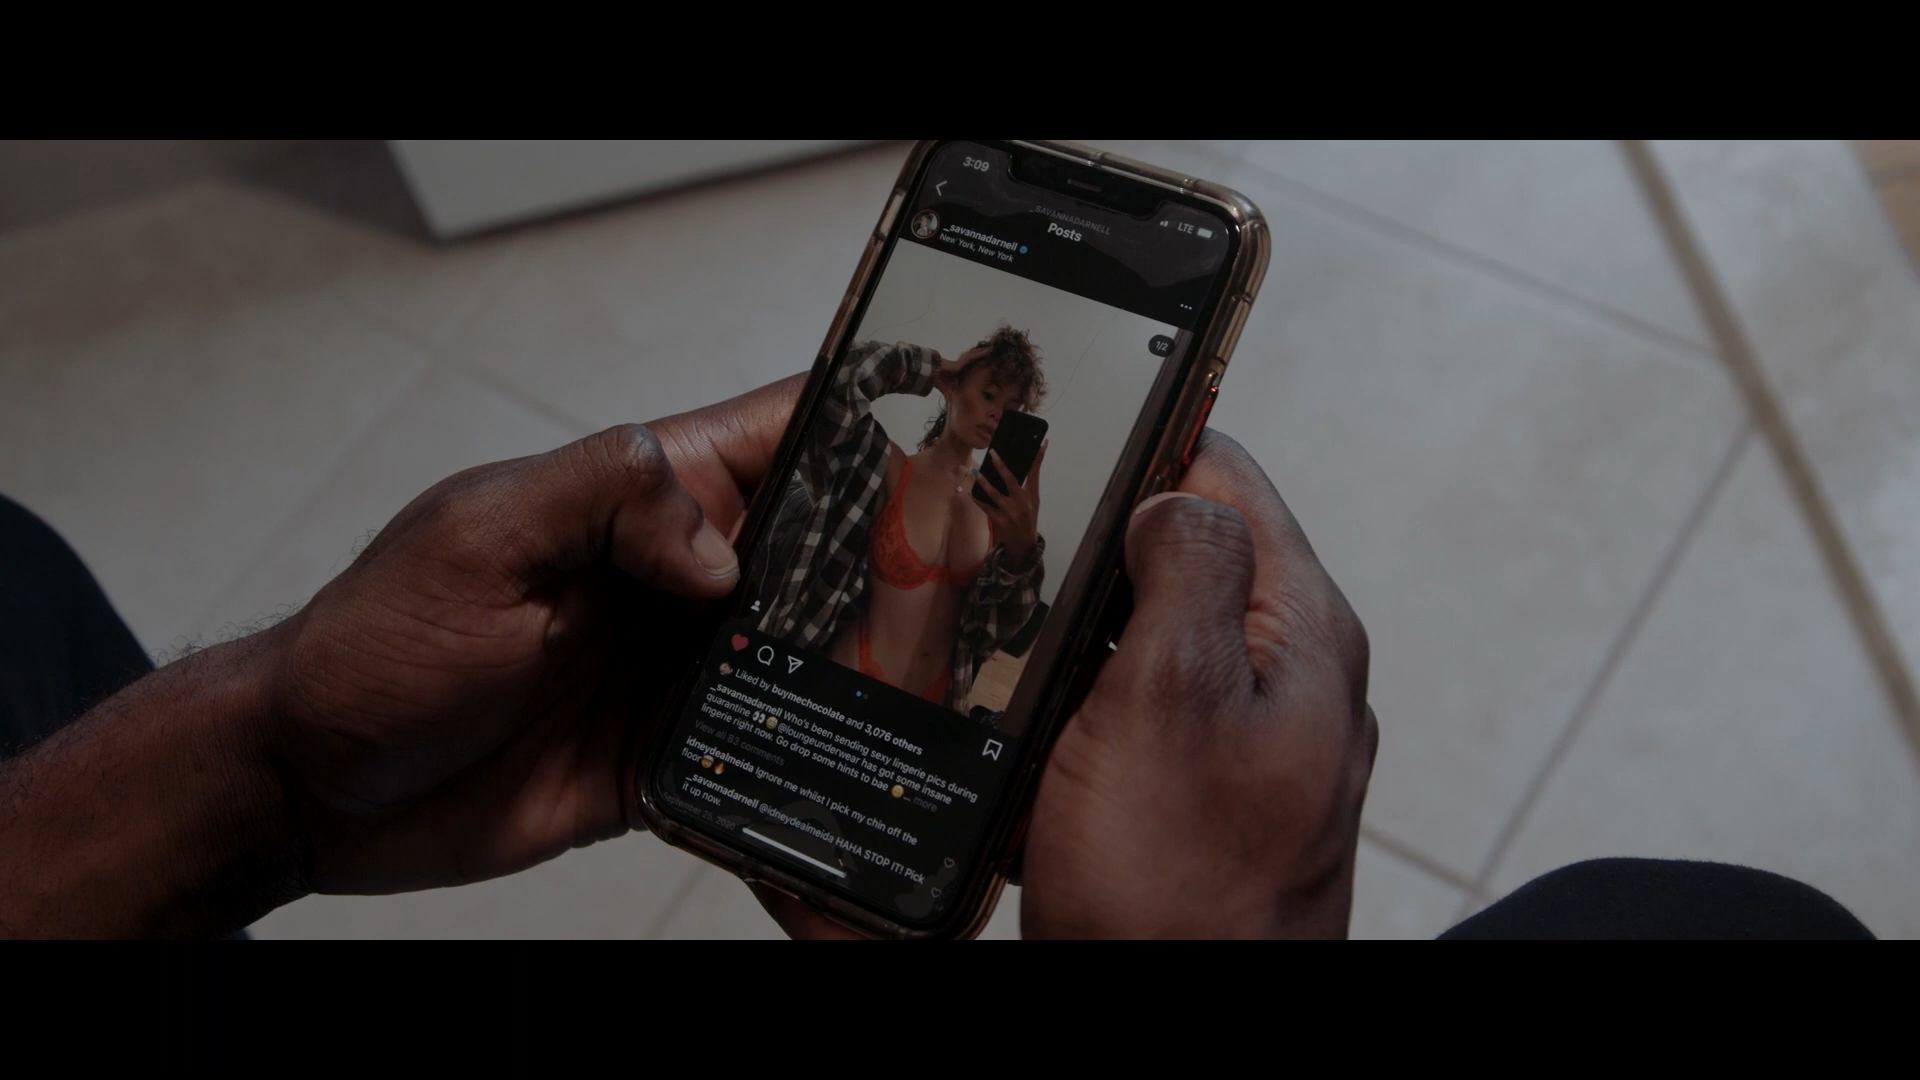 3:09
LTE
_SAVANNADARNELL
Posts
_savannadarnell
New York, New York
1/2
Liked by buymechocolate and 3,076 others
_savannadarnell Who's been sending sexy lingerie pics during
quarantine 👀😏@loungeunderwear has got some insane
lingerie right now. Go drop some hints to bae 😏... more
View all 83 comments
idneydealmeida Ignore me whilst I pick my chin off the
floor😍🔥
_savannadarnell @idneydealmeida HAHA STOP IT! Pick
it up now.
September 25, 2020